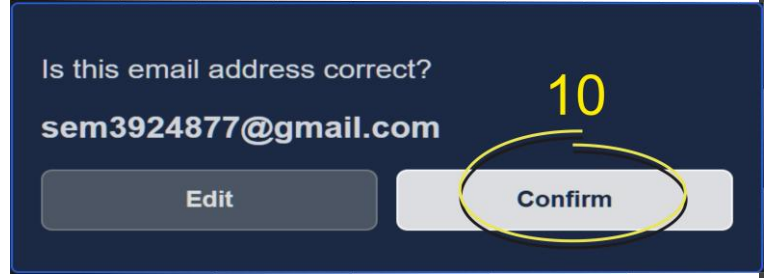 Is this email address correct?
10
sem3924877@gmail.com
Edit
Confirm